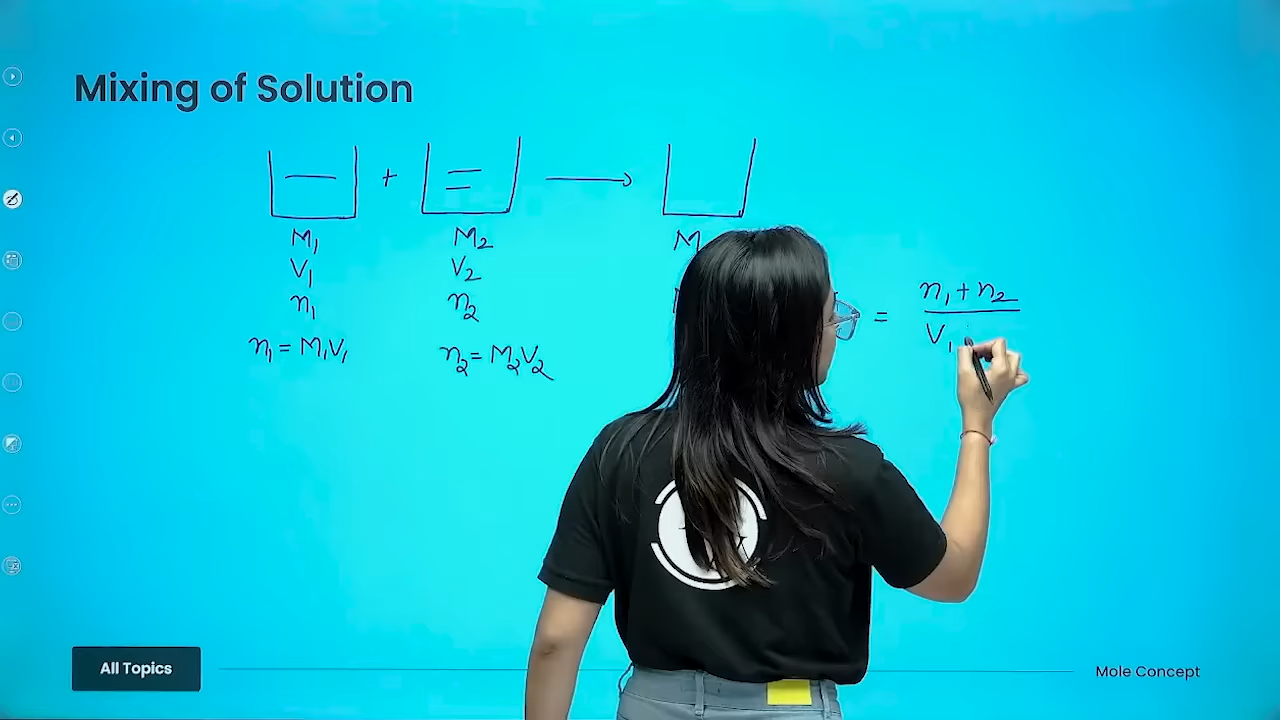 Mixing of Solution
+ →
M₁ M₂ M
V₁ V₂
n₁ n₂
n₁ = M₁V₁ n₂ = M₂V₂
= n₁ + n₂
V₁
All Topics
Mole Concept